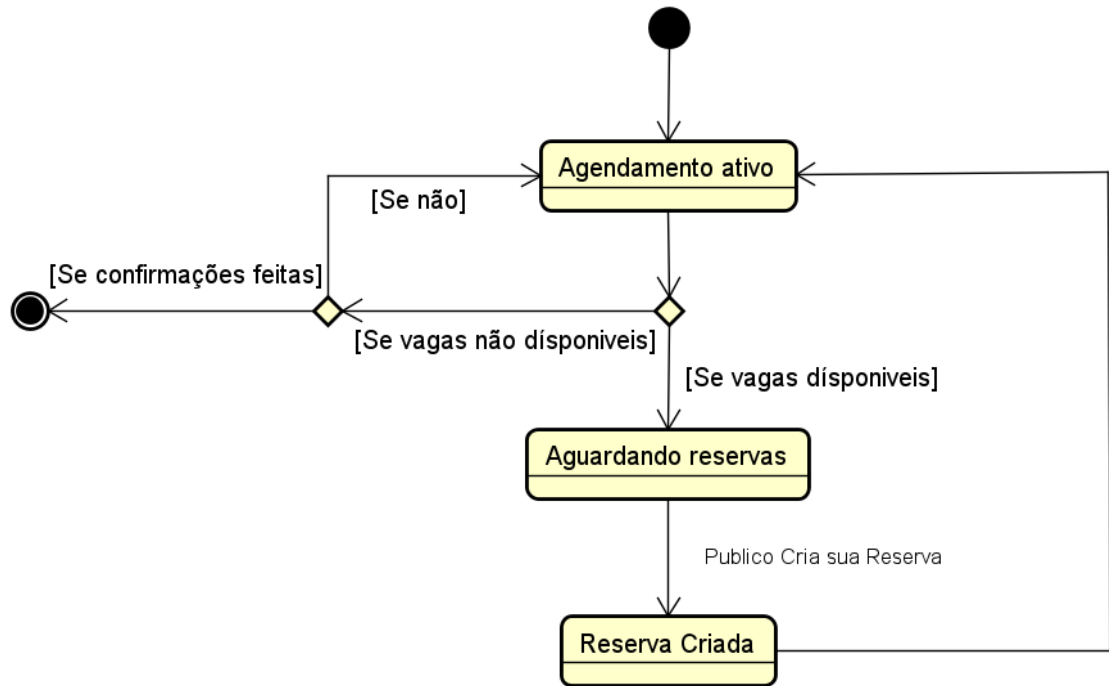 Agendamento ativo
[Se não]
[Se confirmações feitas]
[Se vagas não dísponiveis]
[Se vagas dísponiveis]
Aguardando reservas
Publico Cria sua Reserva
Reserva Criada